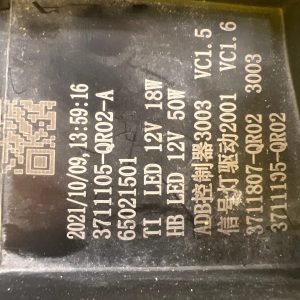 2021/10/09,13:59:16
3711105-QR02-A
65021501
TI LED 12V 18W
HB LED 12V 50W
ADB控制器3003 VC1.5
信号灯驱动2001 VC1.6
3711807-QR02 3003
3711195-QR02